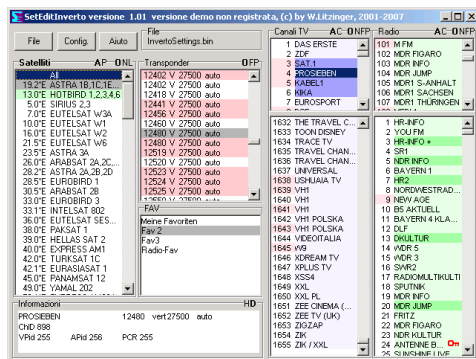 SetEditInverto versione 1.01 versione demo non registrata, (c) by W.Litzinger, 2001-2007
File Config. Aiuto
File
InvertoSettings.bin
Satelliti AP ONL
All
19.2°E ASTRA 1B,1C,1E...
13.0°E HOTBIRD 1,2,3,4,6
5.0°E SIRIUS 2,3
7.0°E EUTELSAT W3A
10.0°E EUTELSAT W1
16.0°E EUTELSAT W2
21.5°E EUTELSAT W6
23.5°E ASTRA 3A
26.0°E ARABSAT 2A,2C,...
28.2°E ASTRA 2A,2B,2D
28.5°E EUROBIRD 1
30.5°E ARABSAT 2B
33.0°E EUROBIRD 3
33.1°E INTELSAT 802
36.0°E EUTELSAT SES...
38.0°E PAKSAT 1
39.0°E HELLAS SAT 2
40.0°E EXPRESS AM1
42.0°E TURKSAT 1C
42.1°E EURASIASAT 1
45.0°E PANAMSAT 12
49.0°E YAMAL 202
Transponder OFP
12402 V 27500 auto
12402 V 27500 auto
12441 V 27500 auto
12456 V 27500 auto
12460 V 27500 auto
12480 V 27500 auto
12480 V 27500 auto
12519 V 27500 auto
12520 V 27500 auto
12523 V 27500 auto
12524 V 27500 auto
12525 V 27500 auto
FAV
Meine Favoriten
Fav 2
Fav3
Radio-Fav
Informazioni HD
PROSIEBEN 12480 vert27500 auto
ChID 898
VPid 255 APid 256 PCR 255
Canali TV AC ONFP
1 DAS ERSTE
2 ZDF
3 SAT.1
4 PROSIEBEN
5 KABEL1
6 KIKA
7 EUROSPORT
1632 THE TRAVEL C...
1633 TOON DISNEY
1634 TRACE TV
1635 TRAVEL CHAN...
1636 TRAVEL CHAN...
1637 UNIVERSAL
1638 USHUAIA TV
1639 VH1
1640 VH1
1641 VH1
1642 VH1 POLSKA
1643 VH1 POLSKA
1644 VIDEOITALIA
1645 W9
1646 XDREAM TV
1647 XPLUS TV
1648 XSS4
1649 XXL
1650 XXL PL
1651 ZEE CINEMA (...
1652 ZEE TV (UK)
1653 ZIGZAP
1654 ZIK
1655 ZIK / XXL
Radio AC ONFP
101 M FM
102 MDR FIGARO
103 MDR INFO
104 MDR JUMP
105 MDR1 S-ANHALT
106 MDR1 SACHSEN
107 MDR1 THÜRINGEN
1 HR-INFO
2 YOU FM
3 HR-INFO +
4 SR1
5 NDR INFO
6 BAYERN 1
7 HR2
8 NORDWESTRAD...
9 NEW AGE
10 B5 AKTUELL
11 BAYERN 4 KLA...
12 DLF
13 DKULTUR
14 WDR 5
15 WDR 3
16 SWR2
17 RADIOMULTIKULTI
18 SPUTNIK
19 MDR INFO
20 MDR JUMP
21 FRITZ
22 MDR FIGARO
23 NDR KULTUR
24 ANTENNE B...
25 SUNSHINE LIVE